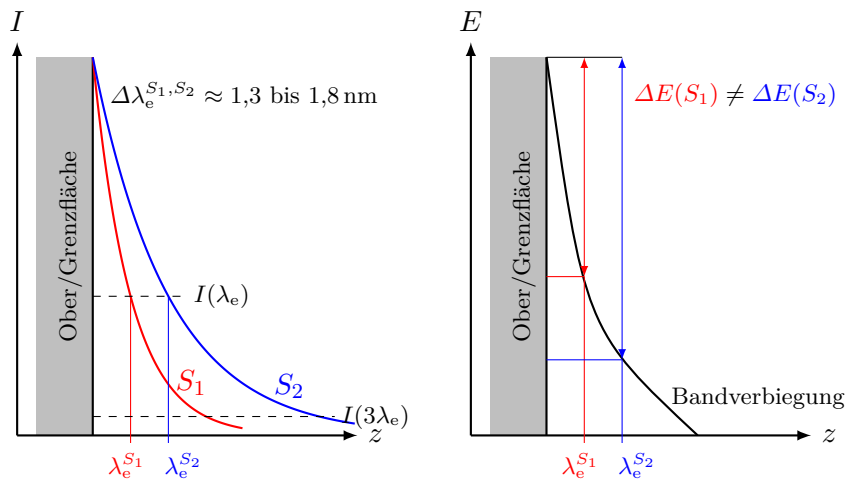 I
Δλ_e^{S_1,S_2} ≈ 1,3 bis 1,8 nm
Ober/Grenzfläche
I(λ_e)
S_1
S_2
I(3λ_e)
z
λ_e^{S_1}
λ_e^{S_2}
E
ΔE(S_1) ≠ ΔE(S_2)
Ober/Grenzfläche
Bandverbiegung
z
λ_e^{S_1}
λ_e^{S_2}